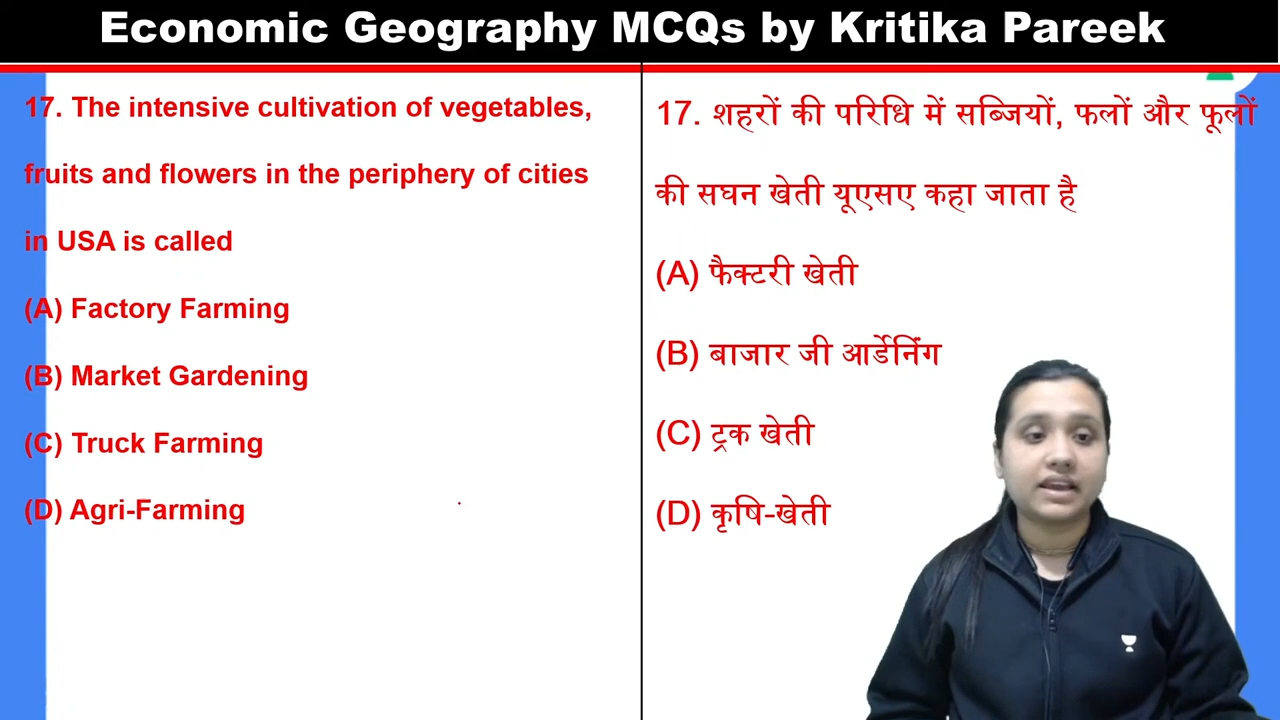 Economic Geography MCQs by Kritika Pareek
17. The intensive cultivation of vegetables,
fruits and flowers in the periphery of cities
in USA is called
(A) Factory Farming
(B) Market Gardening
(C) Truck Farming
(D) Agri-Farming
17. शहरों की परिधि में सब्जियों, फलों और फूलों
की सघन खेती यूएसए कहा जाता है
(A) फैक्टरी खेती
(B) बाजार जी आर्डेनिंग
(C) ट्रक खेती
(D) कृषि-खेती